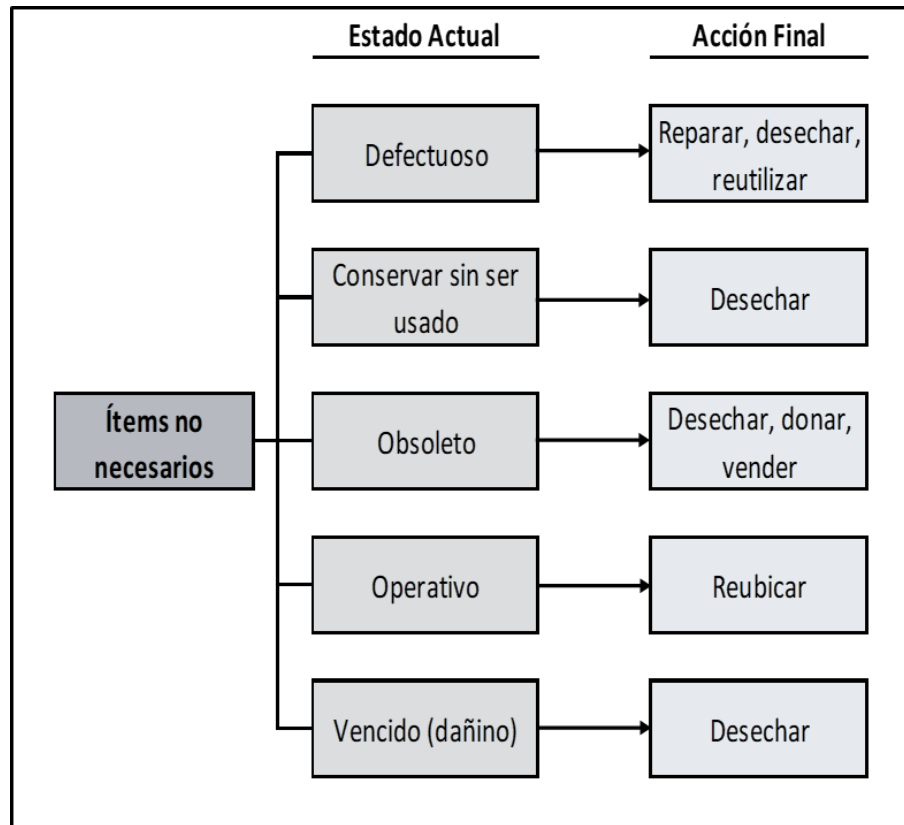 Estado Actual
Acción Final
Defectuoso
Reparar, desechar,
reutilizar
Conservar sin ser
usado
Desechar
Ítems no
necesarios
Obsoleto
Desechar, donar,
vender
Operativo
Reubicar
Vencido (dañino)
Desechar